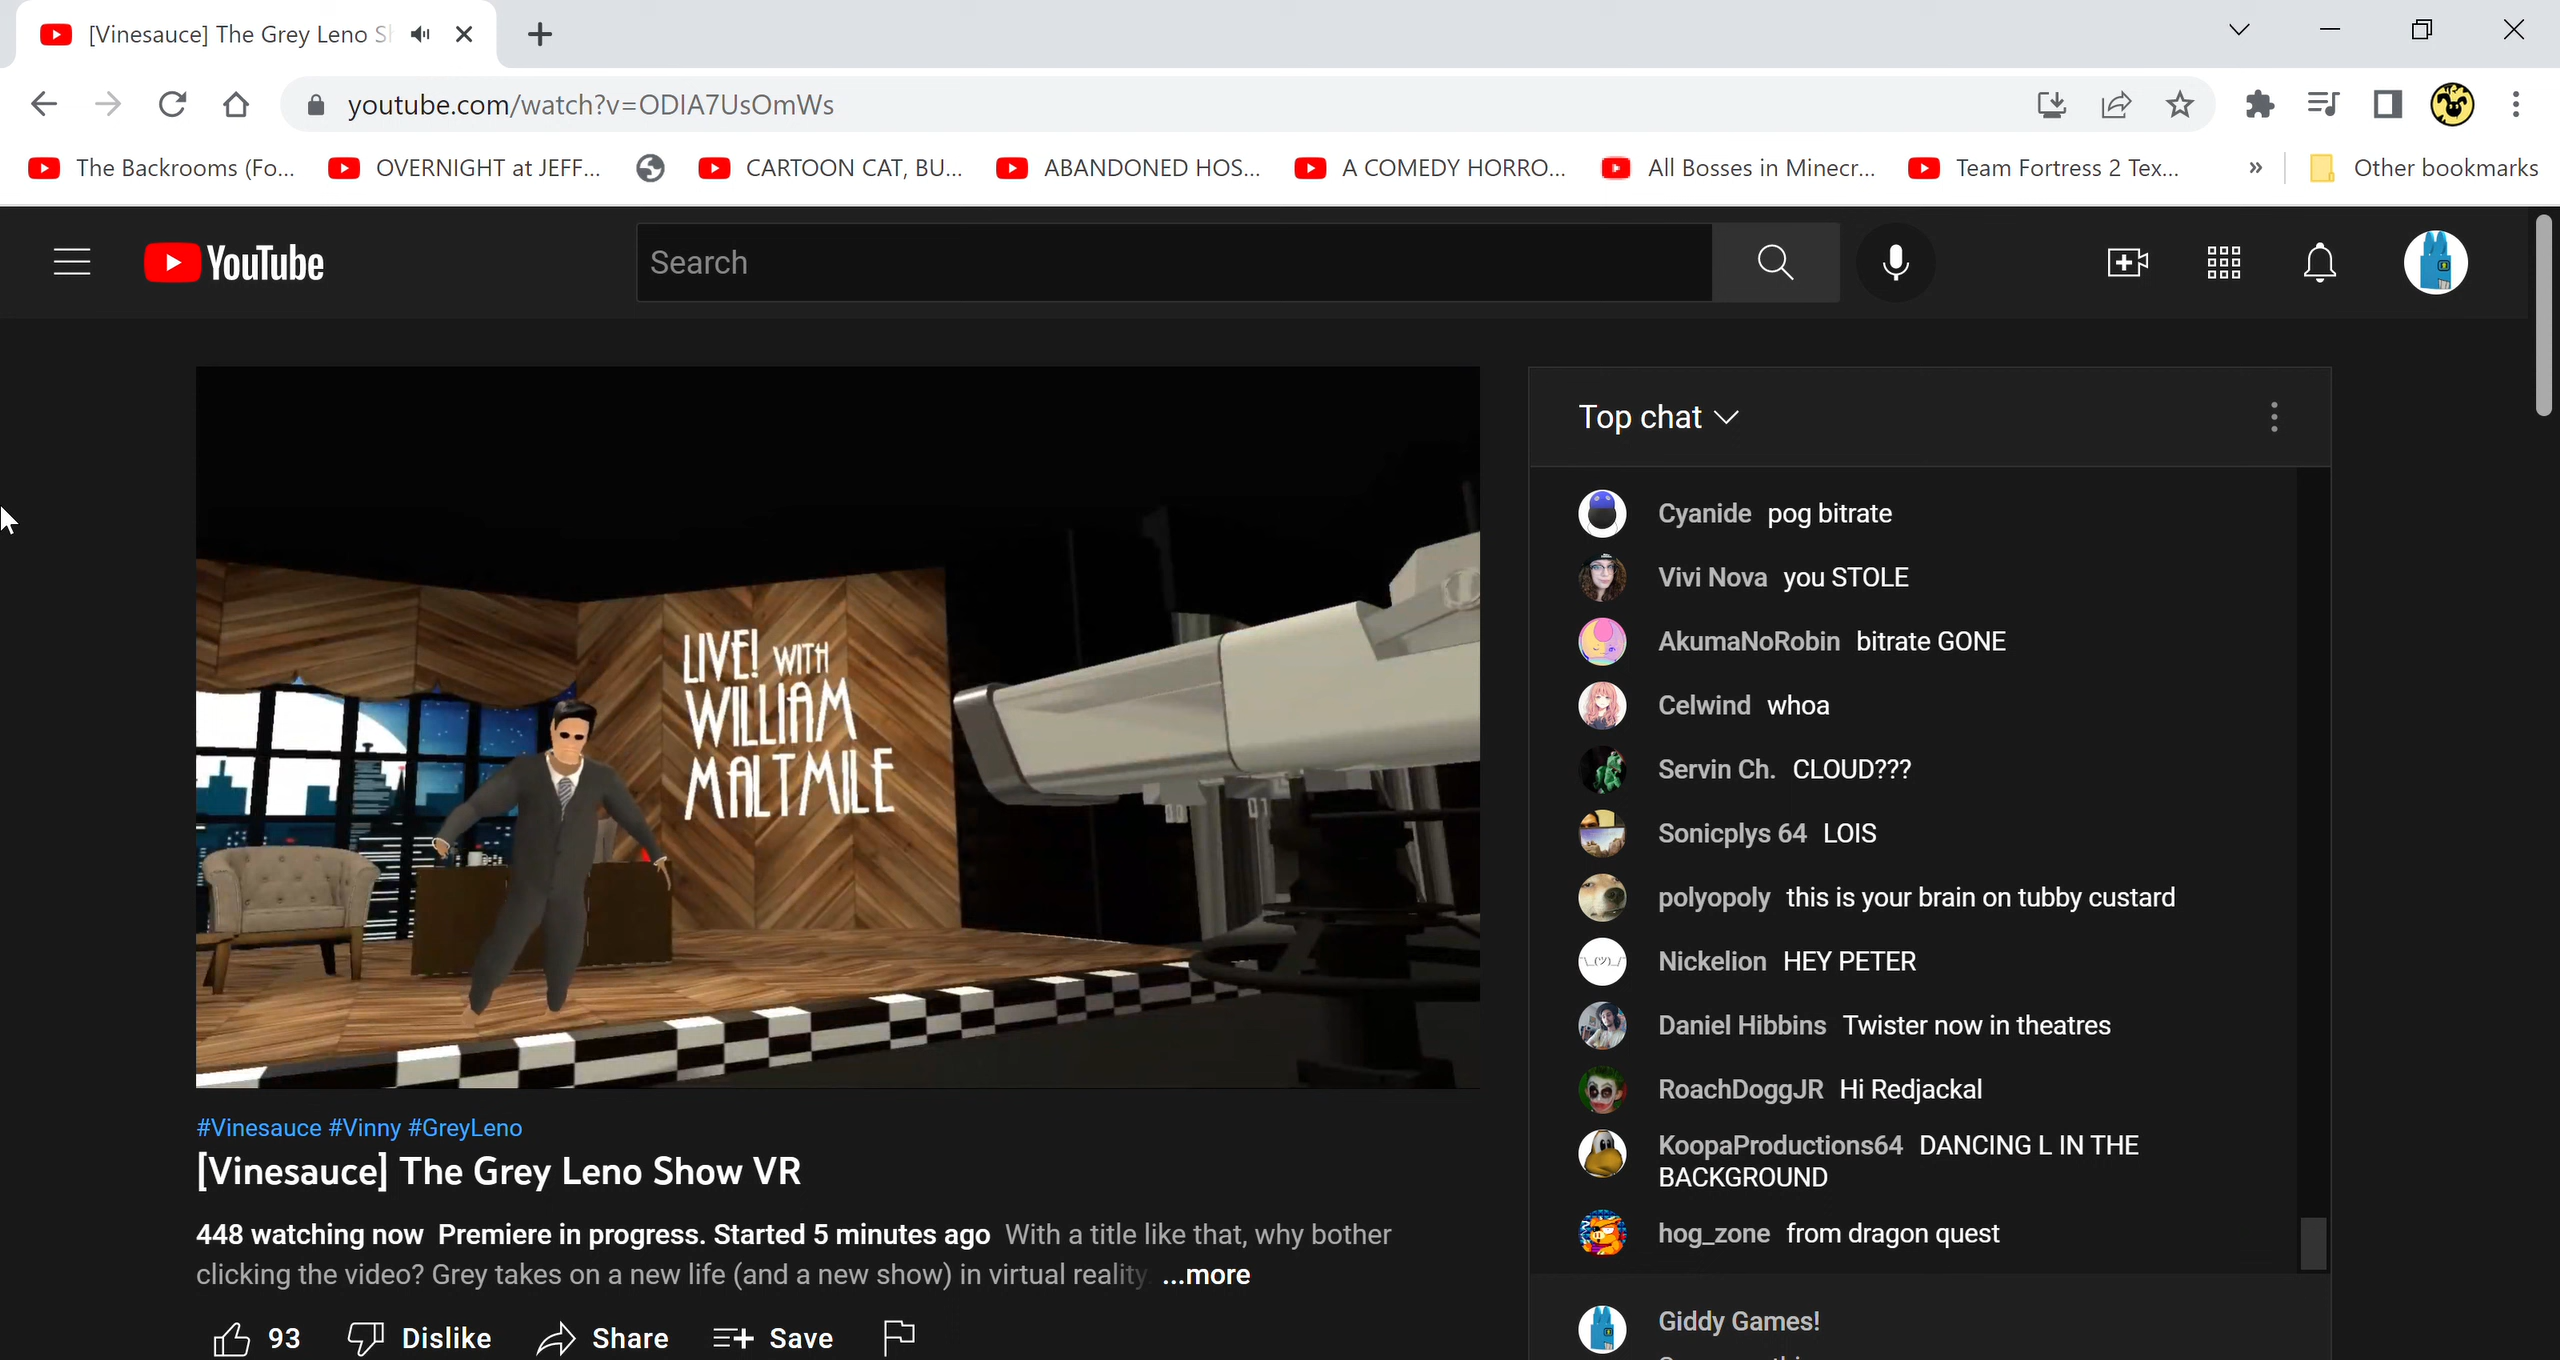 [Vinesauce] The Grey Leno S
youtube.com/watch?v=ODIA7UsOmWs
The Backrooms (Fo... OVERNIGHT at JEFF... CARTOON CAT, BU... ABANDONED HOS... A COMEDY HORRO... All Bosses in Minecr... Team Fortress 2 Tex... » Other bookmarks
YouTube
Search
LIVE! WITH
WILLIAM
MALTMILE
#Vinesauce #Vinny #GreyLeno
[Vinesauce] The Grey Leno Show VR
448 watching now Premiere in progress. Started 5 minutes ago With a title like that, why bother
clicking the video? Grey takes on a new life (and a new show) in virtual reality ...more
93 Dislike Share Save
Top chat
Cyanide pog bitrate
Vivi Nova you STOLE
AkumaNoRobin bitrate GONE
Celwind whoa
Servin Ch. CLOUD???
Sonicplys 64 LOIS
polyopoly this is your brain on tubby custard
¯\_(ツ)_/¯
Nickelion HEY PETER
Daniel Hibbins Twister now in theatres
RoachDoggJR Hi Redjackal
KoopaProductions64 DANCING L IN THE
BACKGROUND
hog_zone from dragon quest
Giddy Games!